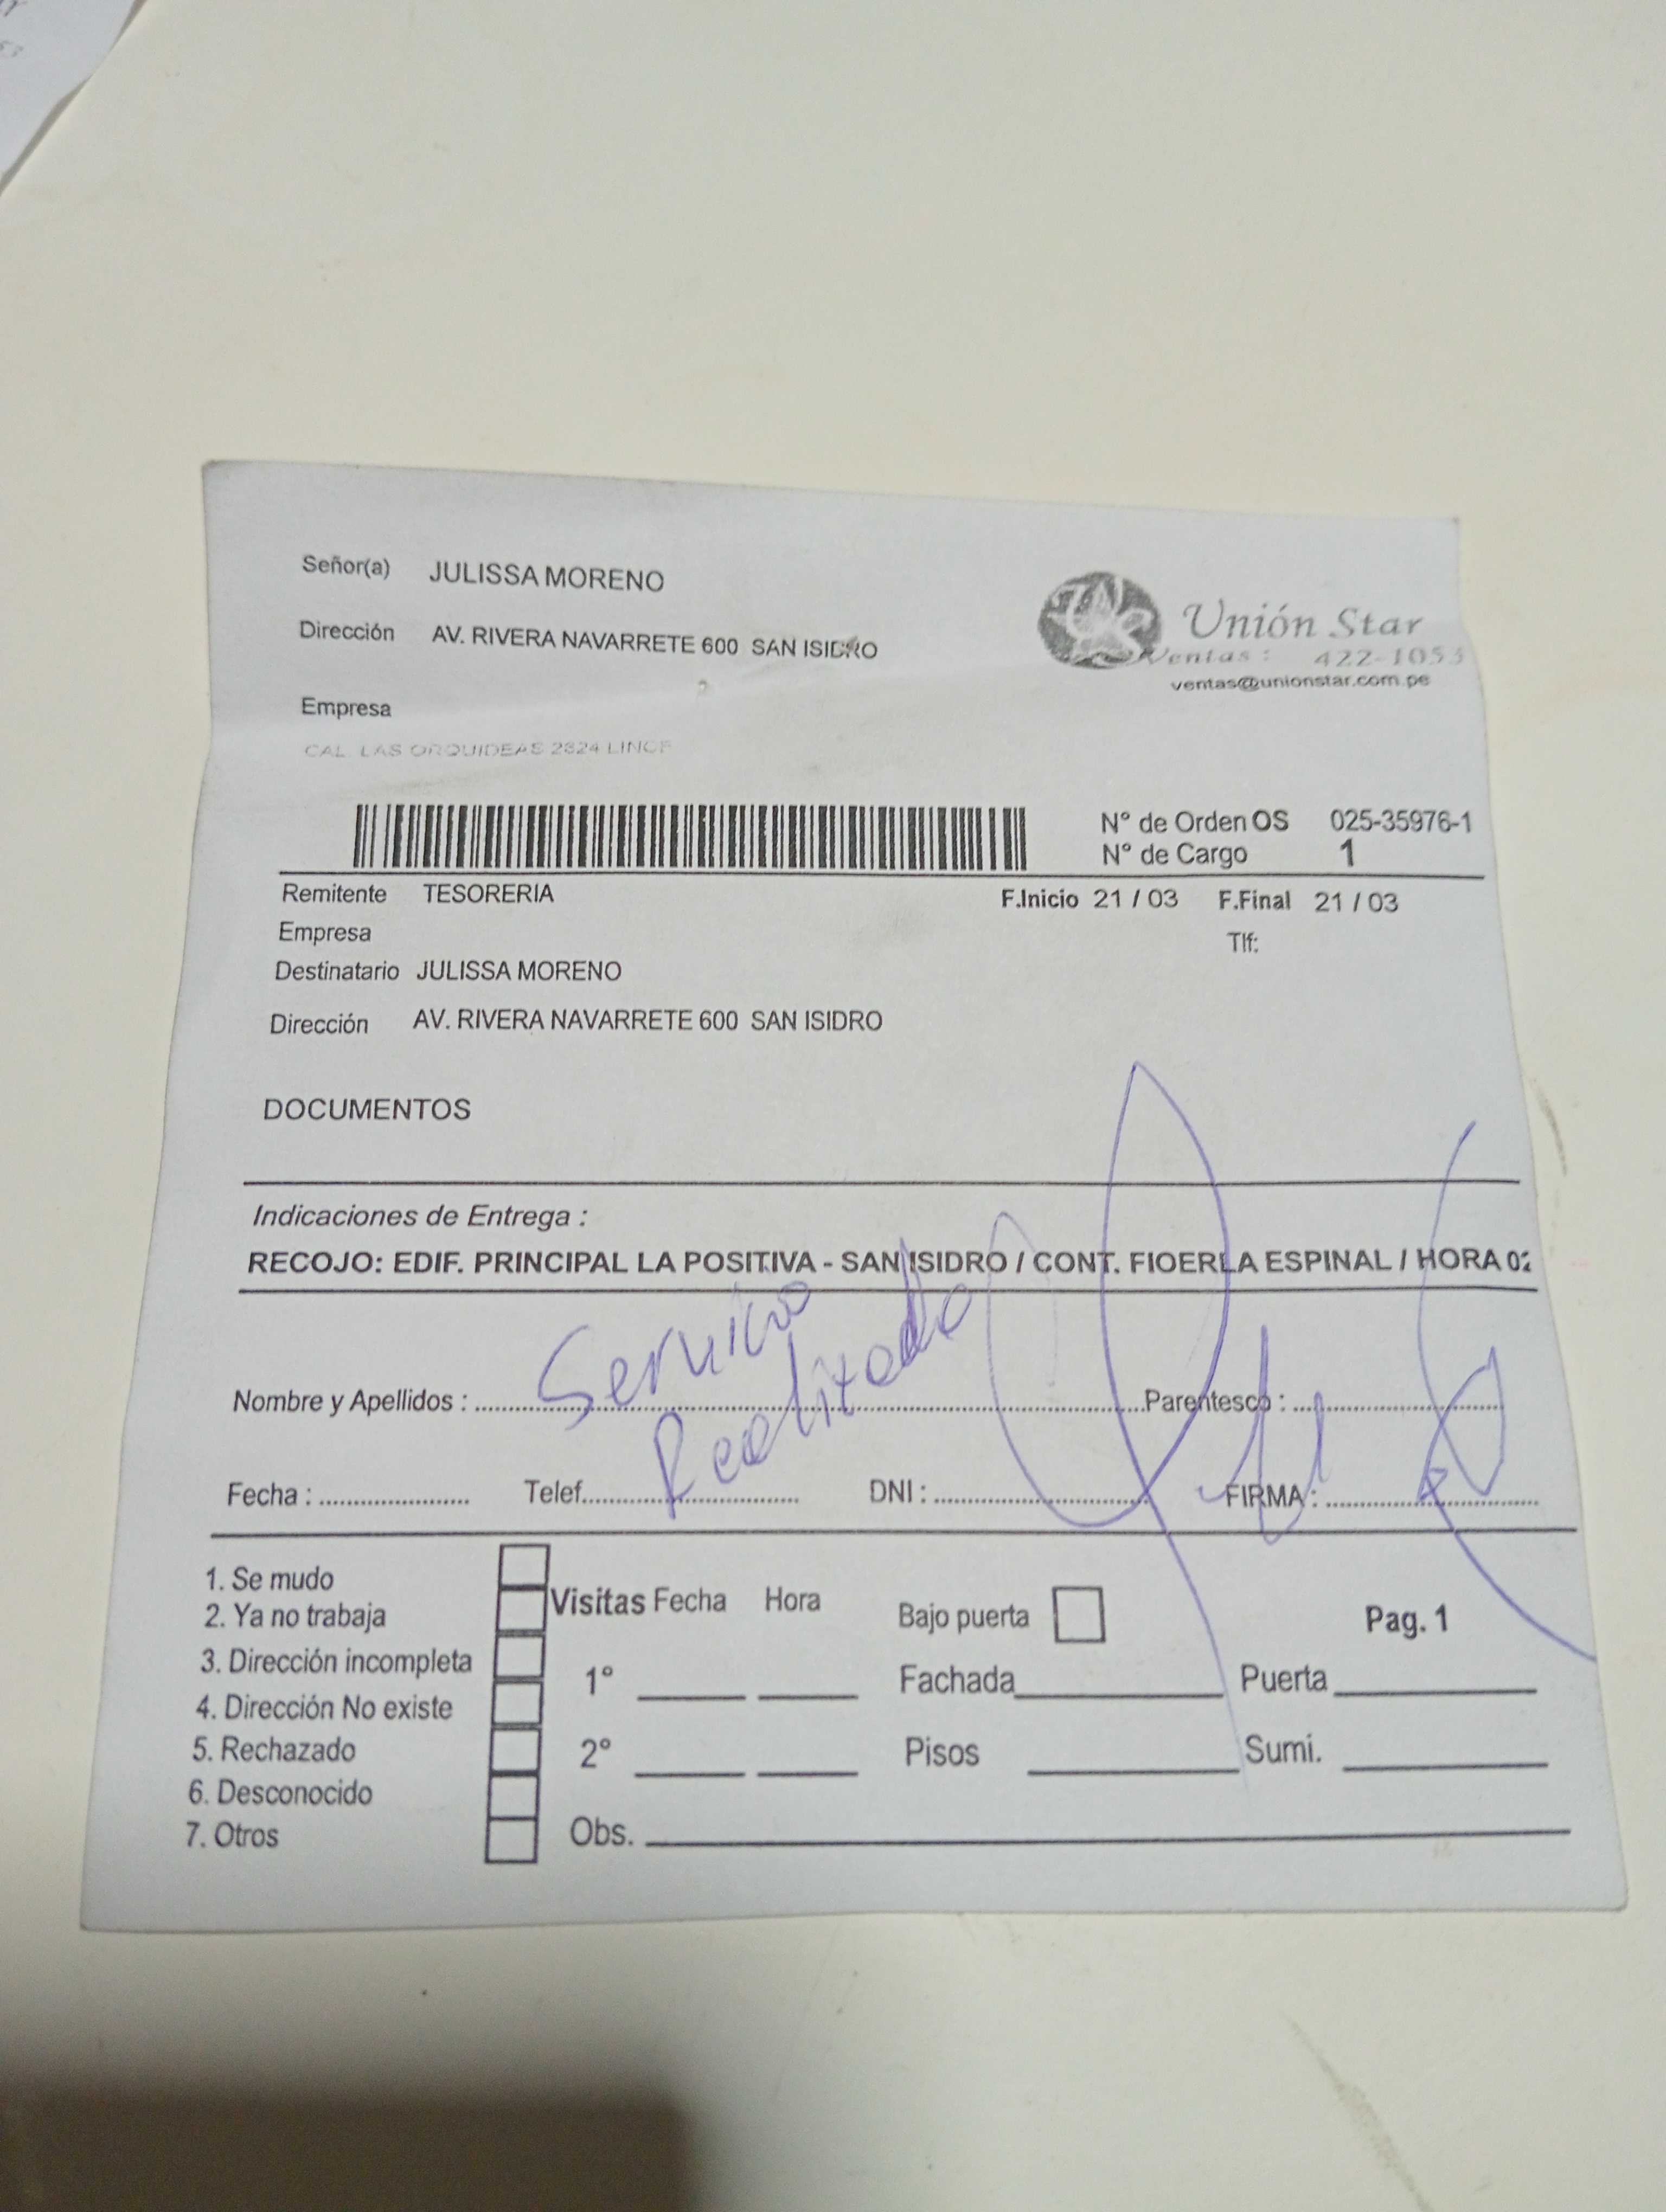 Señor(a) JULISSA MORENO
Dirección AV. RIVERA NAVARRETE 600 SAN ISIDRO
Unión Star
Ventas: 422-1053
ventas@unionstar.com.pe
Empresa
CAL. LAS ORQUIDEAS 2824 LINCE
N° de Orden OS 025-35976-1
N° de Cargo 1
Remitente TESORERIA F.Inicio 21 / 03 F.Final 21 / 03
Empresa Tlf:
Destinatario JULISSA MORENO
Dirección AV. RIVERA NAVARRETE 600 SAN ISIDRO
DOCUMENTOS
Indicaciones de Entrega :
RECOJO: EDIF. PRINCIPAL LA POSITIVA - SAN ISIDRO / CONT. FIOERLA ESPINAL / HORA
Servicio
Realizado
Nombre y Apellidos : Parentesco :
Fecha : Telef. DNI : FIRMA :
1. Se mudo
2. Ya no trabaja
3. Dirección incompleta
4. Dirección No existe
5. Rechazado
6. Desconocido
7. Otros
Visitas Fecha Hora
1°
2°
Obs.
Bajo puerta Pag. 1
Fachada Puerta
Pisos Sumi.